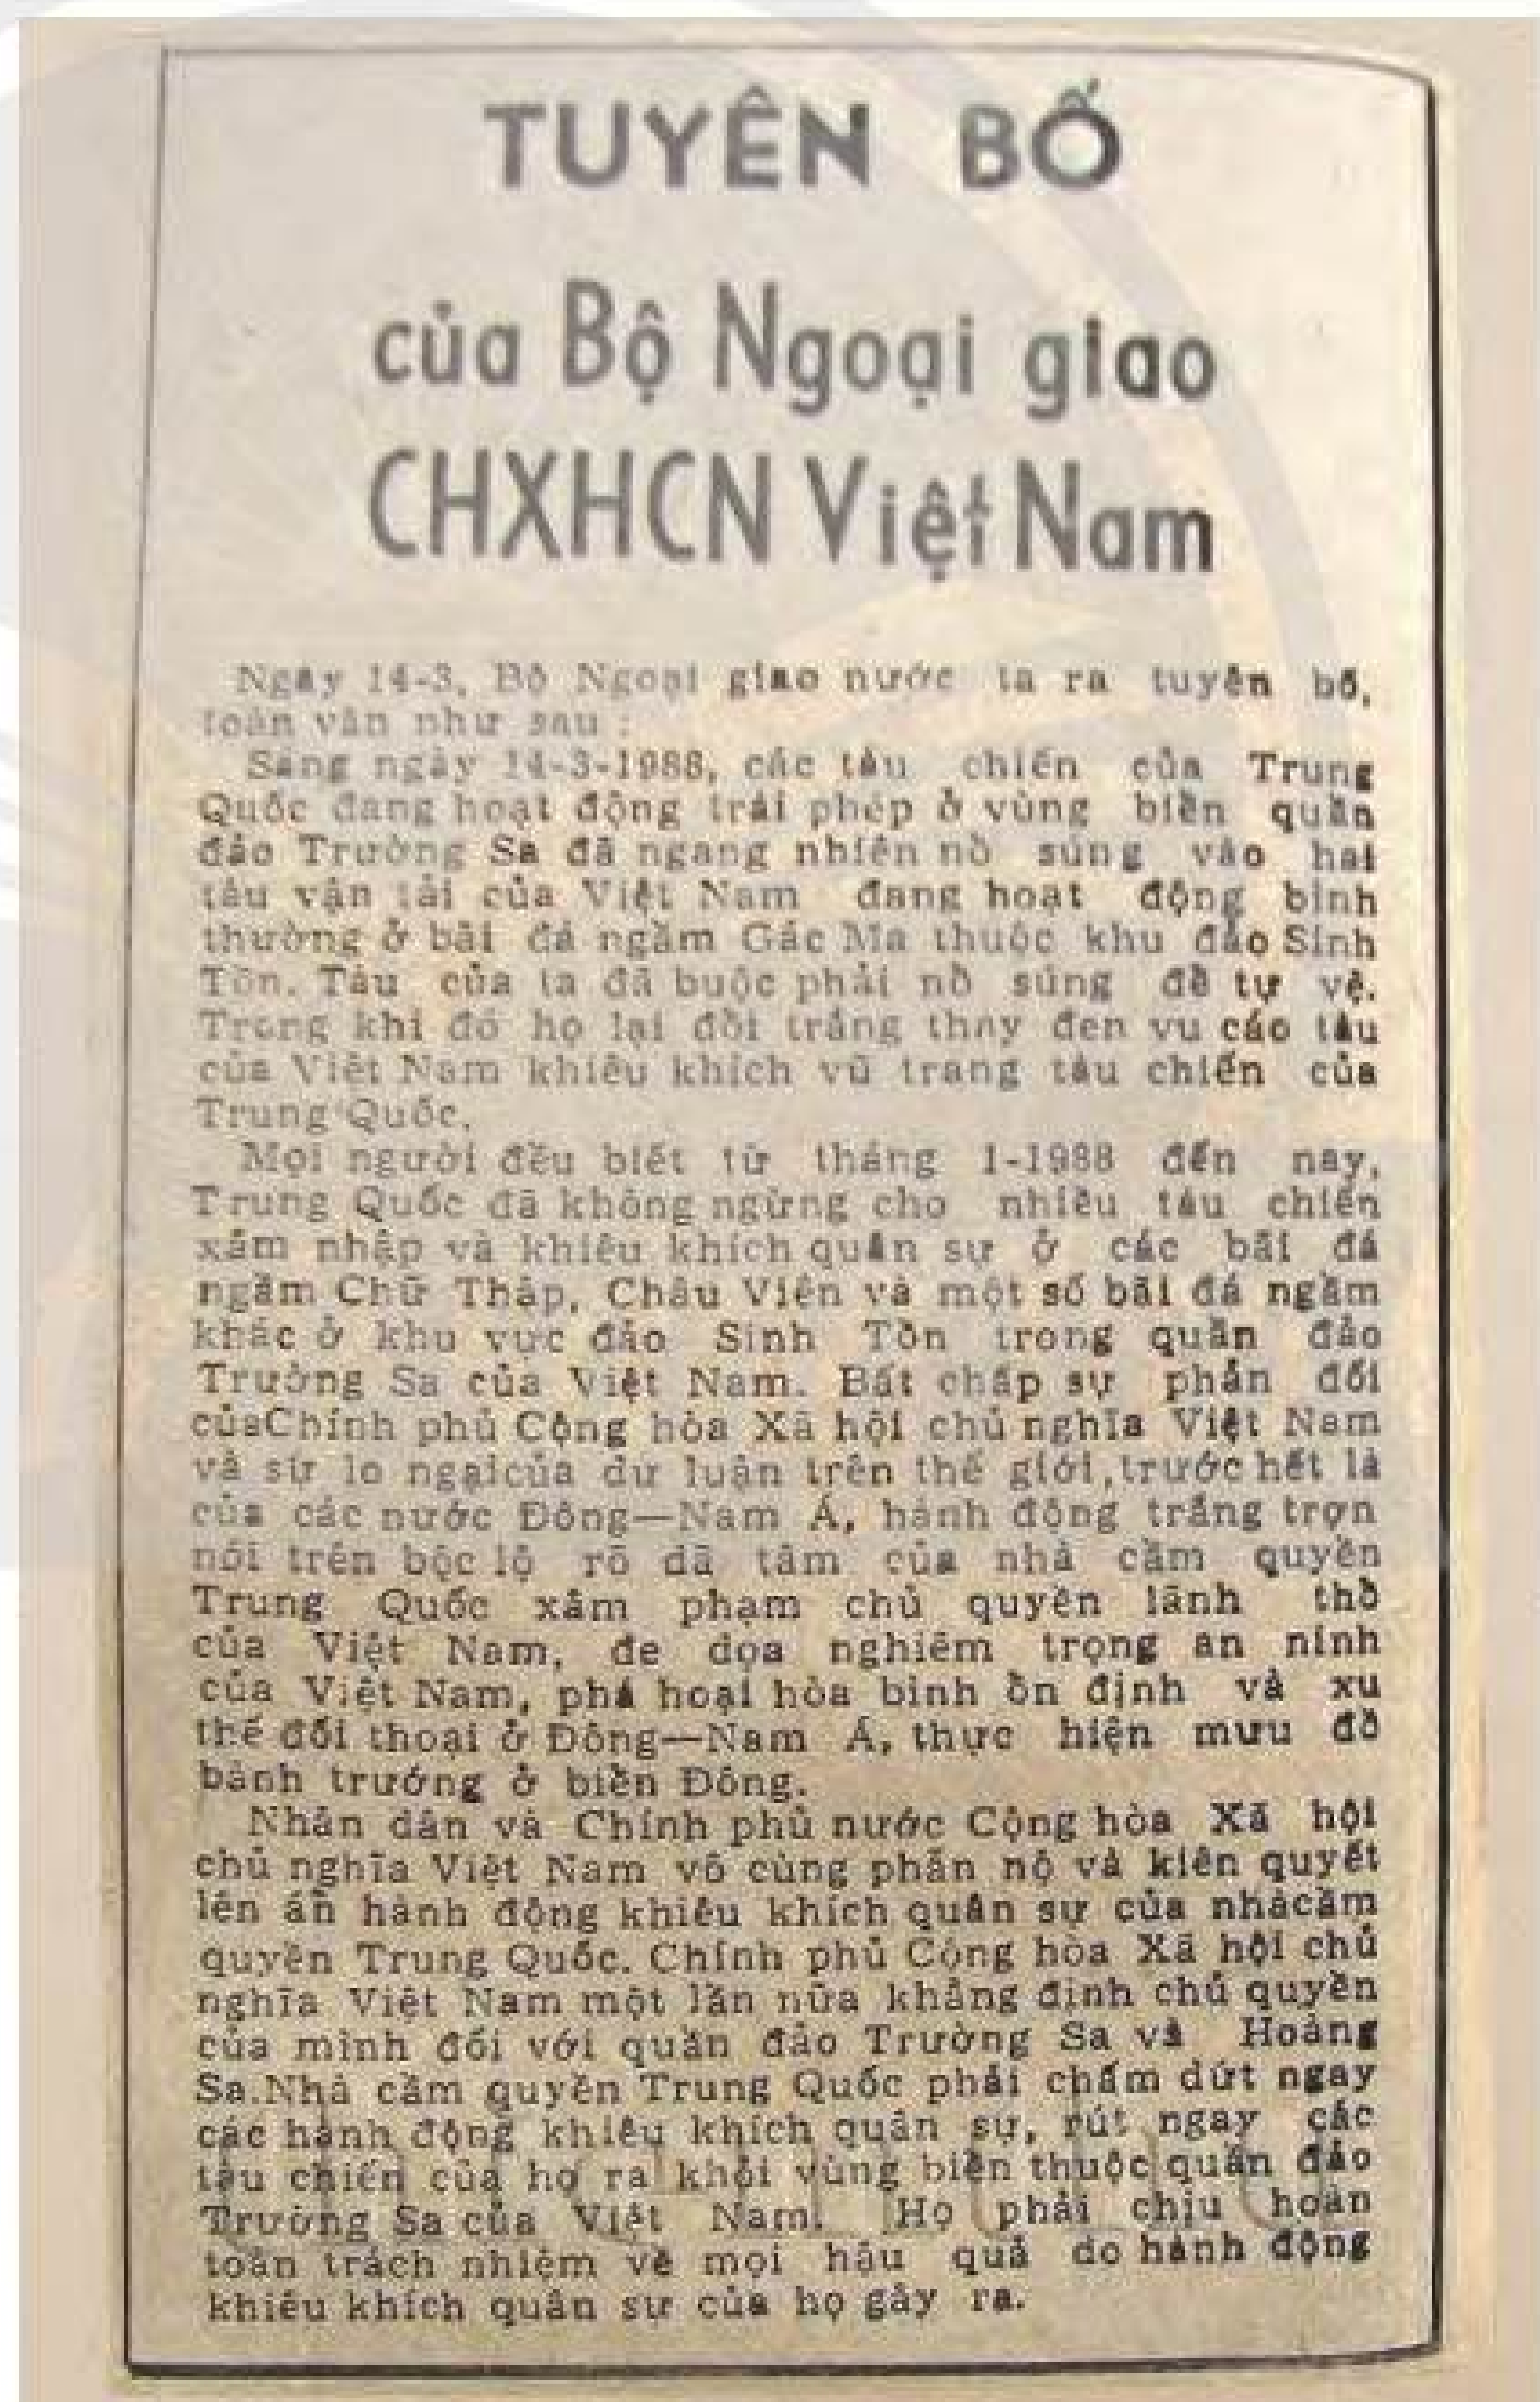 TUYÊN BỐ
của Bộ Ngoại giao
CHXHCN Việt Nam
Ngày 14-3, Bộ Ngoại giao nước ta ra tuyên bố,
toàn văn như sau :
Sáng ngày 14-3-1988, các tàu chiến của Trung
Quốc đang hoạt động trái phép ở vùng biển quần
đảo Trường Sa đã ngang nhiên nổ súng vào hai
tàu vận tải của Việt Nam đang hoạt động bình
thường ở bãi đá ngầm Gác Ma thuộc khu đảo Sinh
Tồn. Tàu của ta đã buộc phải nổ súng để tự vệ.
Trong khi đó họ lại đổi trắng thay đen vu cáo tàu
của Việt Nam khiêu khích vũ trang tàu chiến của
Trung Quốc.
Mọi người đều biết từ tháng 1-1988 đến nay,
Trung Quốc đã không ngừng cho nhiều tàu chiến
xâm nhập và khiêu khích quân sự ở các bãi đá
ngầm Chữ Thập, Châu Viên và một số bãi đá ngầm
khác ở khu vực đảo Sinh Tồn trong quần đảo
Trường Sa của Việt Nam. Bất chấp sự phản đối
củaChính phủ Cộng hòa Xã hội chủ nghĩa Việt Nam
và sự lo ngạicủa dư luận trên thế giới,trước hết là
của các nước Đông—Nam Á, hành động trắng trợn
nói trên bộc lộ rõ dã tâm của nhà cầm quyền
Trung Quốc xâm phạm chủ quyền lãnh thổ
của Việt Nam, đe dọa nghiêm trọng an ninh
của Việt Nam, phá hoại hòa bình ổn định và xu
thế đối thoại ở Đông—Nam Á, thực hiện mưu đồ
bành trướng ở biển Đông.
Nhân dân và Chính phủ nước Cộng hòa Xã hội
chủ nghĩa Việt Nam vô cùng phẫn nộ và kiên quyết
lên án hành động khiêu khích quân sự của nhàcầm
quyền Trung Quốc. Chính phủ Cộng hòa Xã hội chủ
nghĩa Việt Nam một lần nữa khẳng định chủ quyền
của mình đối với quần đảo Trường Sa và Hoàng
Sa.Nhà cầm quyền Trung Quốc phải chấm dứt ngay
các hành động khiêu khích quân sự, rút ngay các
tàu chiến của họ ra khỏi vùng biển thuộc quần đảo
Trường Sa của Việt Nam. Họ phải chịu hoàn
toàn trách nhiệm về mọi hậu quả do hành động
khiêu khích quân sự của họ gây ra.